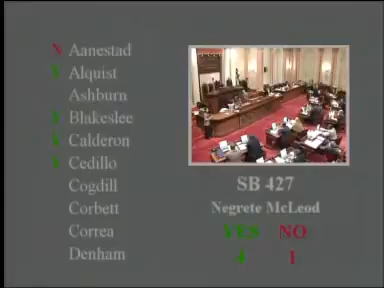 N Aanestad
Y Alquist
Ashburn
Y Blakeslee
Y Calderon
Y Cedillo
Cogdill
Corbett
Correa
Denham
SB 427
Negrete McLeod
YES NO
4 1